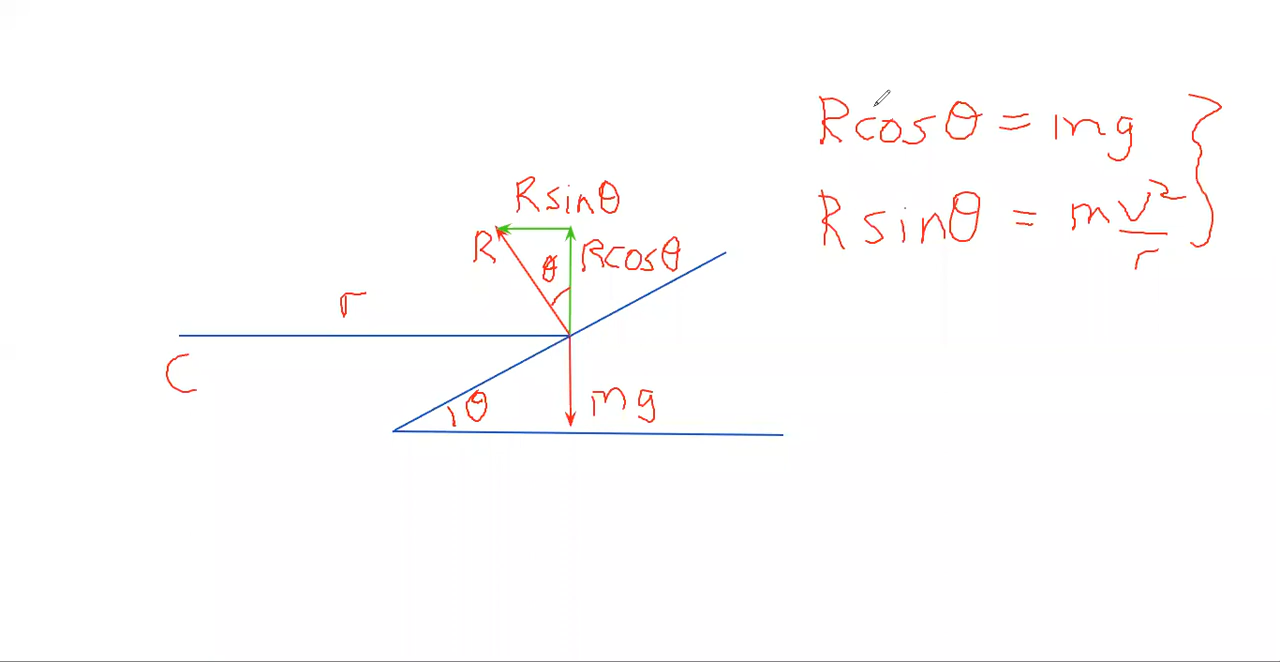 Rcosθ = mg
Rsinθ = mv²/r
Rsinθ
R
θ
Rcosθ
r
C
θ
mg